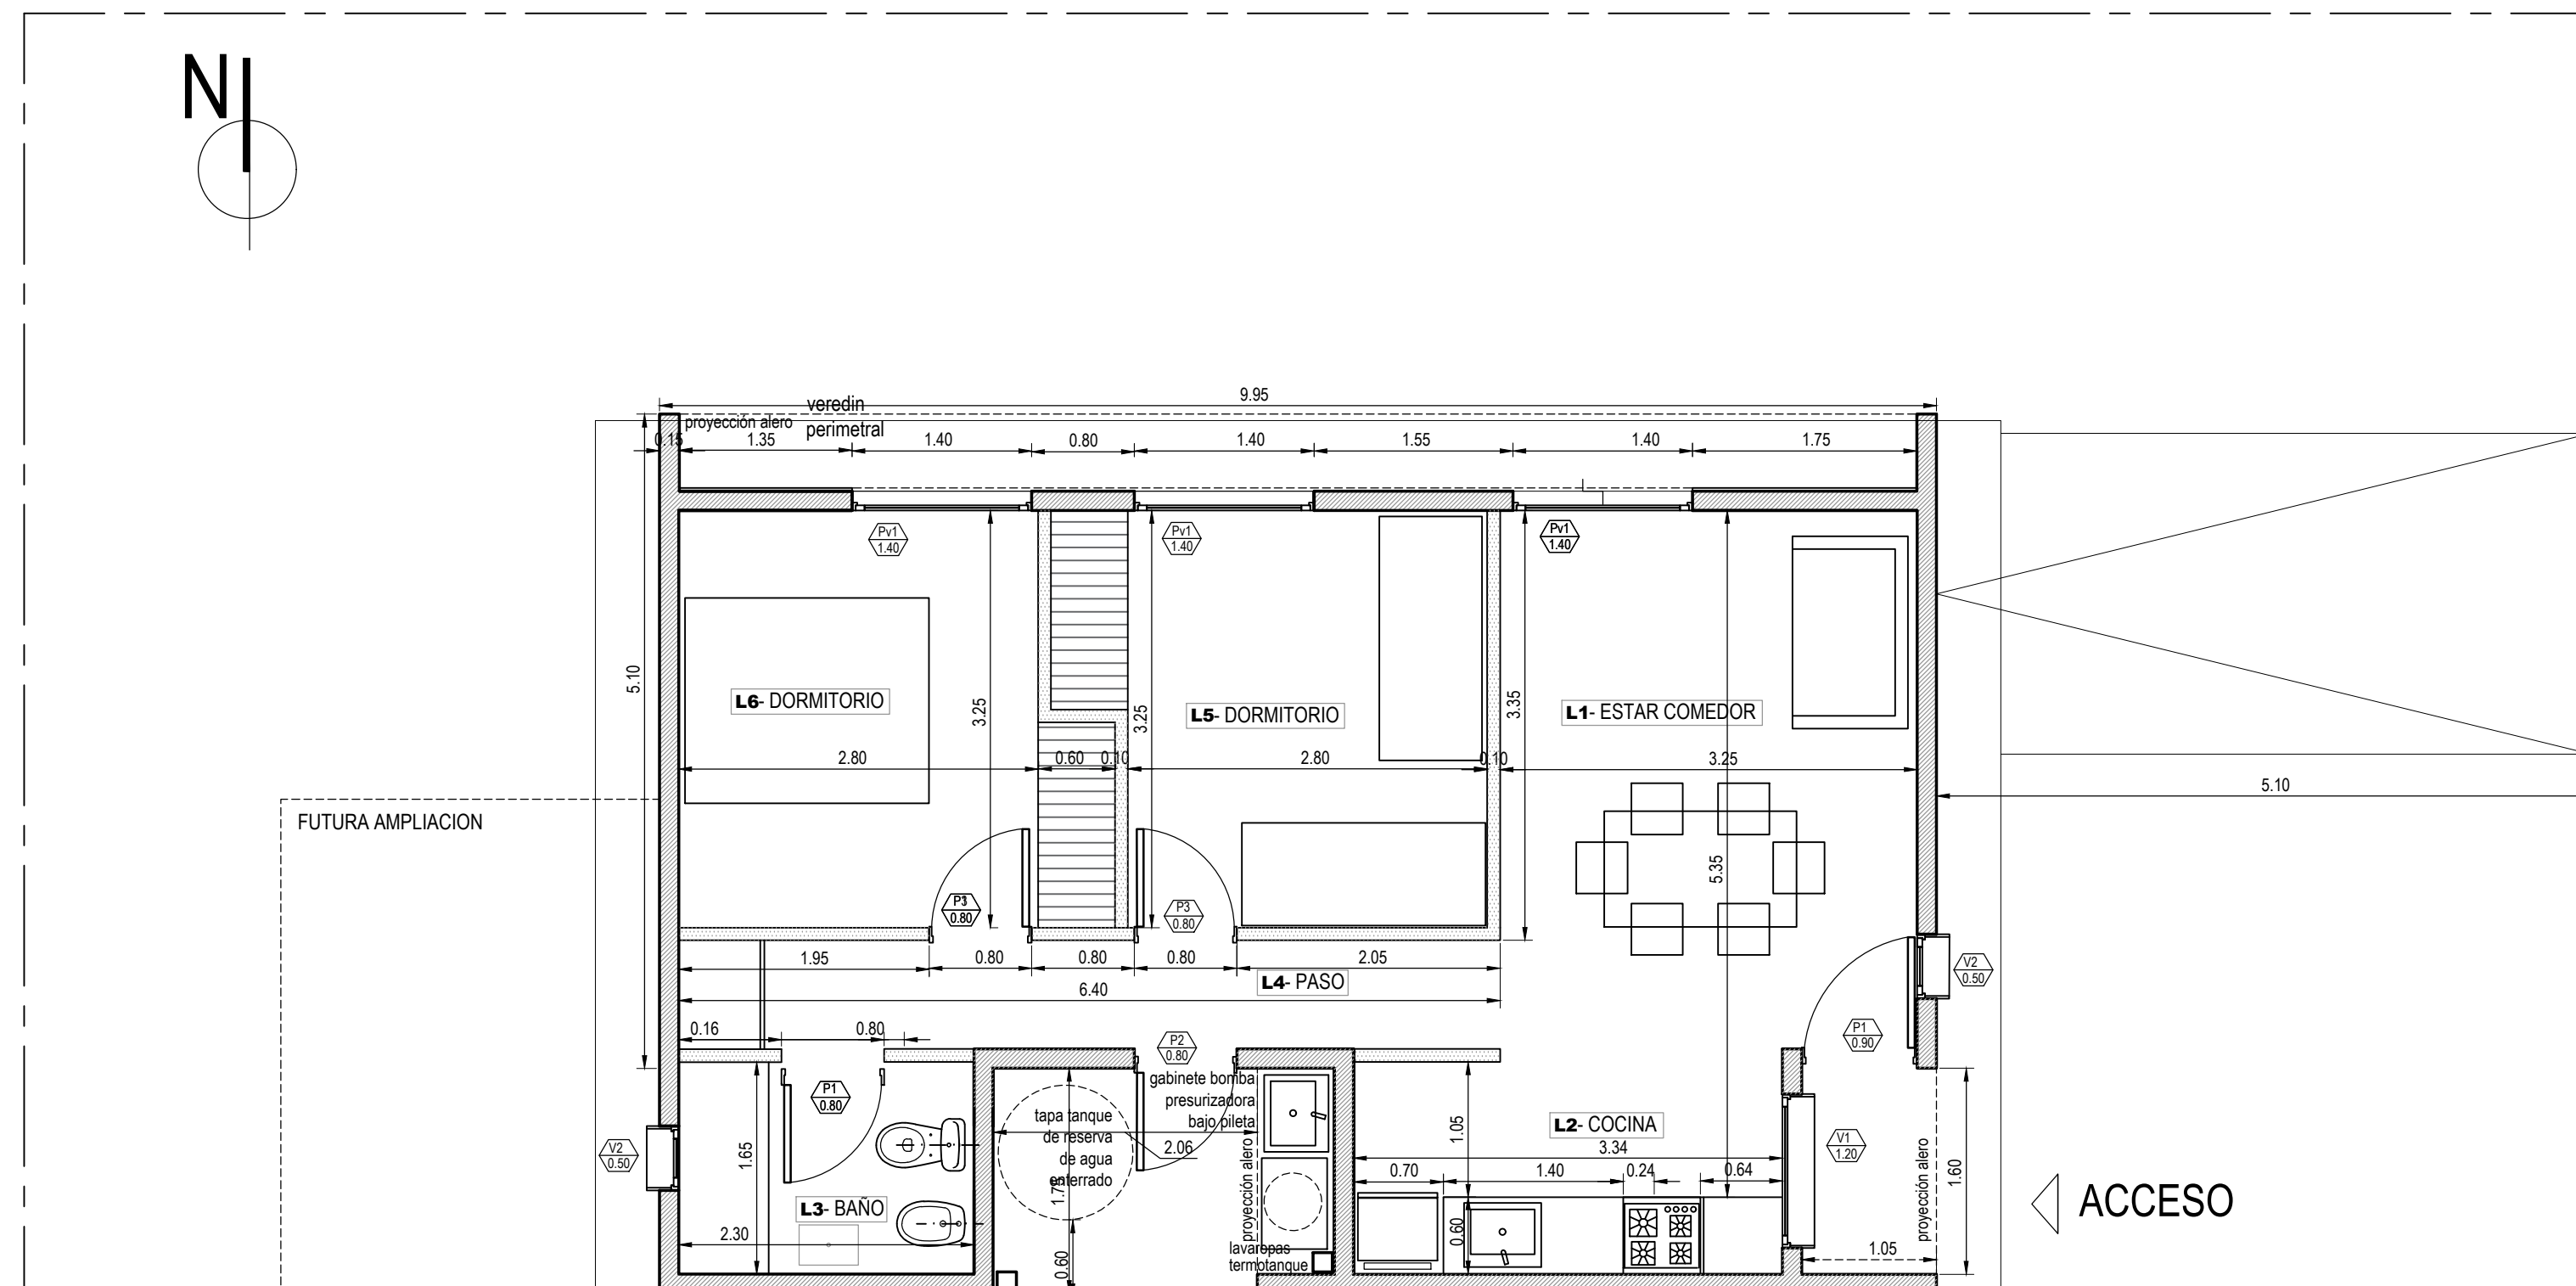 N
9.95
veredin
proyección alero
perimetral
0.15
1.35
1.40
0.80
1.40
1.55
1.40
1.75
Pv1
1.40
Pv1
1.40
Pv1
1.40
5.10
L6- DORMITORIO
3.25
3.25
L5- DORMITORIO
3.35
L1- ESTAR COMEDOR
2.80
0.60
0.10
2.80
0.10
3.25
5.10
FUTURA AMPLIACION
5.35
P3
0.80
P3
0.80
1.95
0.80
0.80
0.80
2.05
L4- PASO
6.40
V2
0.50
0.16
0.80
P2
0.80
P1
0.90
P1
0.80
gabinete bomba
presurizadora
bajo pileta
tapa tanque
de reserva
de agua
enterrado
2.06
1.05
L2- COCINA
3.34
V1
1.20
V2
0.50
1.65
0.70
1.40
0.24
0.64
proyección alero
proyección alero
1.60
ACCESO
L3- BAÑO
2.30
0.60
0.60
lavaropas
termotanque
1.05